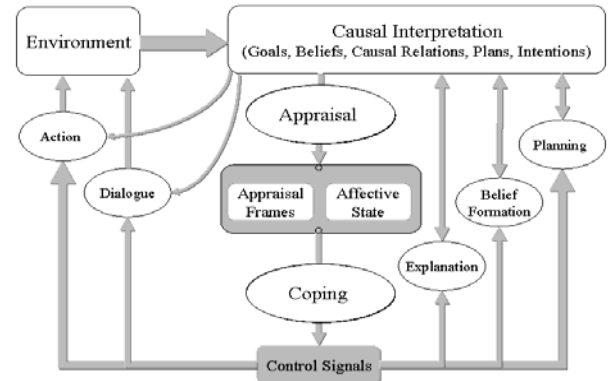 Environment
Causal Interpretation
(Goals, Beliefs, Causal Relations, Plans, Intentions)
Appraisal
Action
Planning
Dialogue
Appraisal
Frames
Affective
State
Belief
Formation
Explanation
Coping
Control Signals